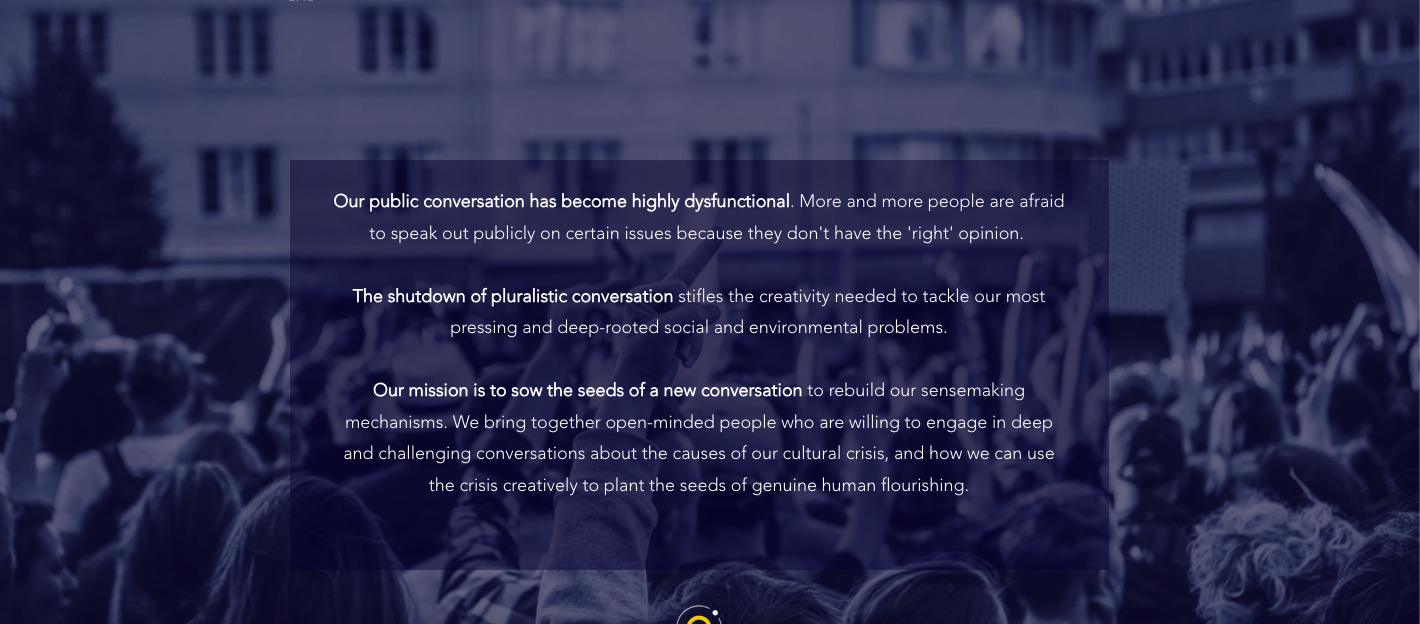 Our public conversation has become highly dysfunctional. More and more people are afraid
to speak out publicly on certain issues because they don't have the 'right' opinion.
The shutdown of pluralistic conversation stifles the creativity needed to tackle our most
pressing and deep-rooted social and environmental problems.
Our mission is to sow the seeds of a new conversation to rebuild our sensemaking
mechanisms. We bring together open-minded people who are willing to engage in deep
and challenging conversations about the causes of our cultural crisis, and how we can use
the crisis creatively to plant the seeds of genuine human flourishing.